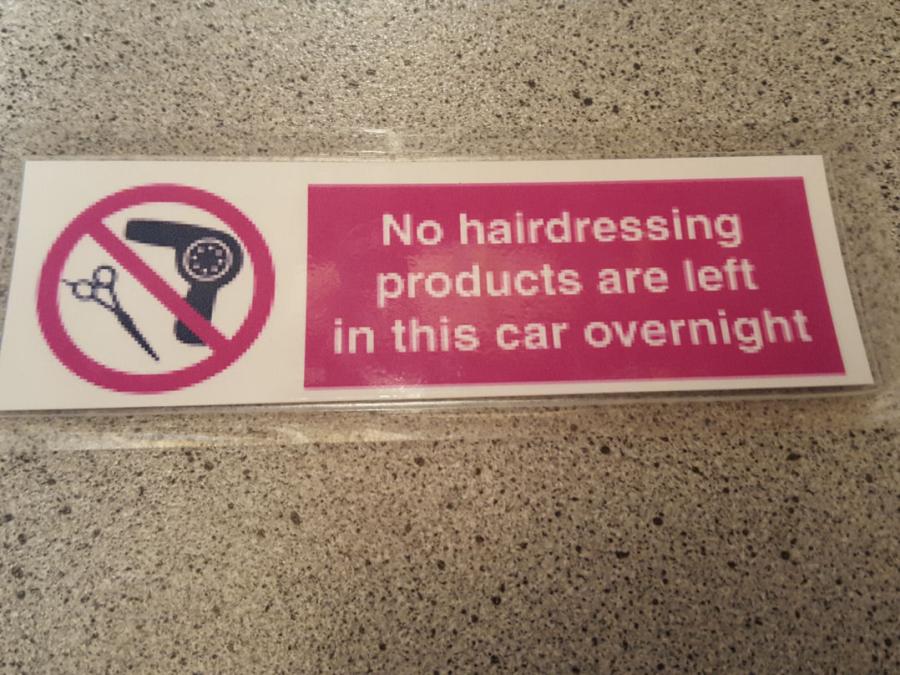 No hairdressing
products are left
in this car overnight